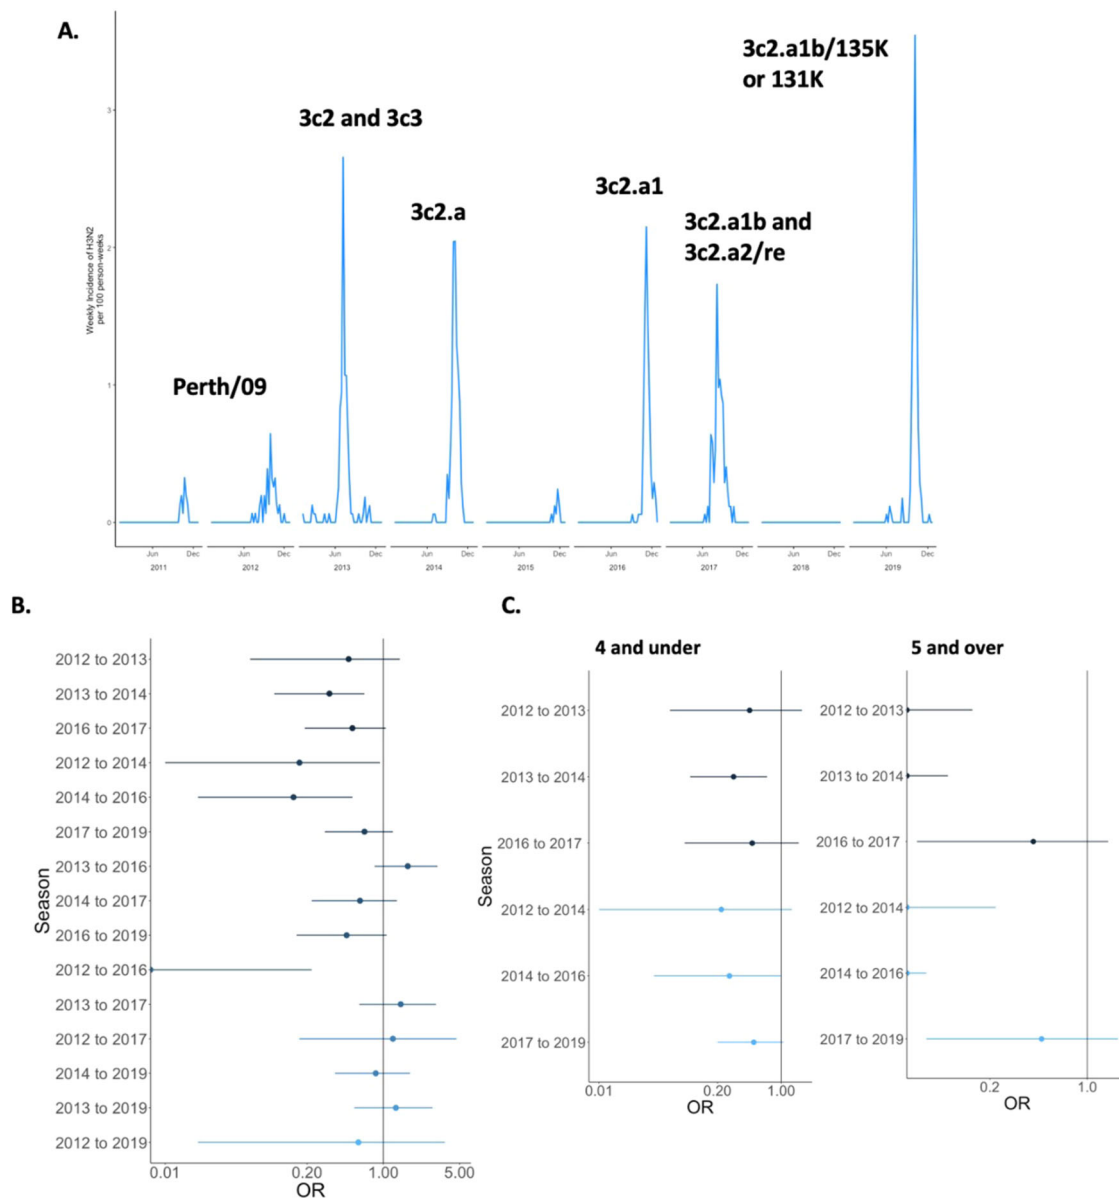 A.
3c2.a1b/135K
or 131K
3c2 and 3c3
3c2.a1
3c2.a
3c2.a1b and
3c2.a2/re
Perth/09
Weekly Incidence of H3N2
per 100 person-weeks
3
2
1
0
Jun Dec Jun Dec Jun Dec Jun Dec Jun Dec Jun Dec Jun Dec Jun Dec Jun Dec
2011 2012 2013 2014 2015 2016 2017 2018 2019
B.
Season
2012 to 2013
2013 to 2014
2016 to 2017
2012 to 2014
2014 to 2016
2017 to 2019
2013 to 2016
2014 to 2017
2016 to 2019
2012 to 2016
2013 to 2017
2012 to 2017
2014 to 2019
2013 to 2019
2012 to 2019
0.01 0.20 1.00 5.00
OR
C.
4 and under
Season
2012 to 2013
2013 to 2014
2016 to 2017
2012 to 2014
2014 to 2016
2017 to 2019
0.01 0.20 1.00
OR
5 and over
2012 to 2013
2013 to 2014
2016 to 2017
2012 to 2014
2014 to 2016
2017 to 2019
0.2 1.0
OR